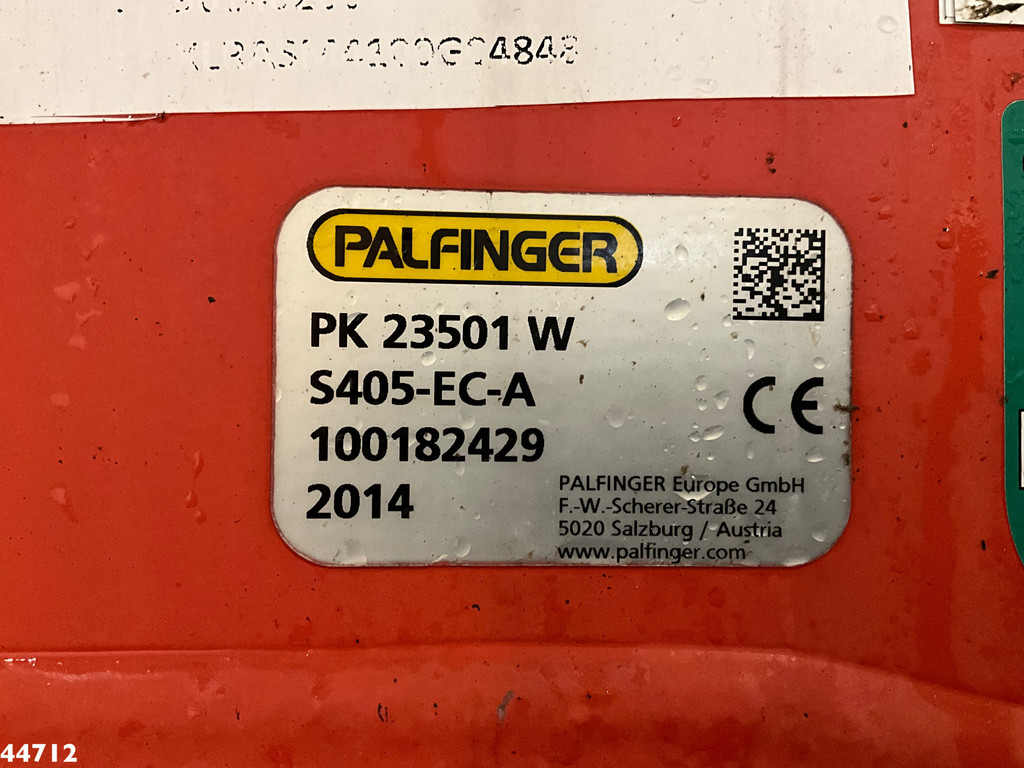 PALFINGER
PK 23501 W
S405-EC-A
100182429
2014
PALFINGER Europe GmbH
F.-W.-Scherer-Straße 24
5020 Salzburg / Austria
www.palfinger.com
CE
44712